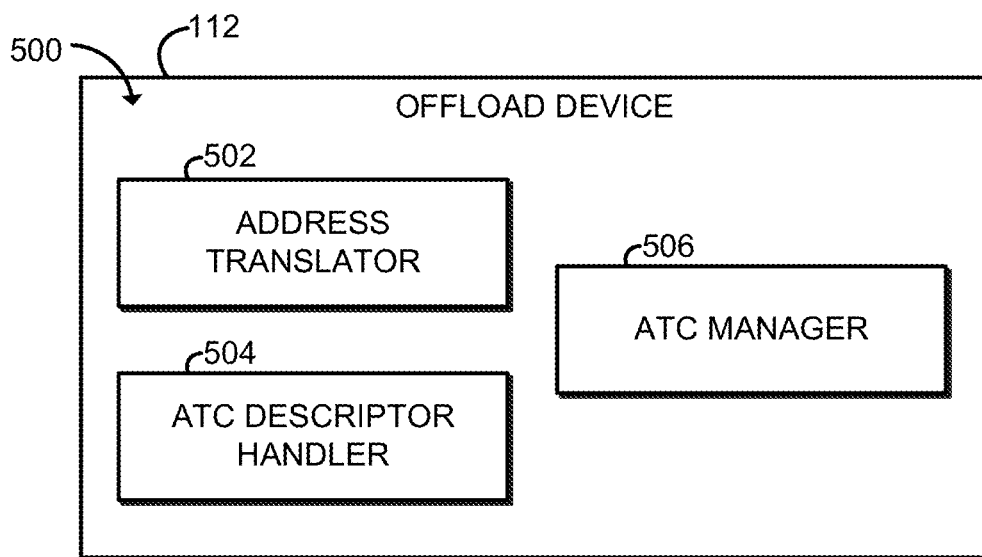 500
112
OFFLOAD DEVICE
502
ADDRESS
TRANSLATOR
506
ATC MANAGER
504
ATC DESCRIPTOR
HANDLER